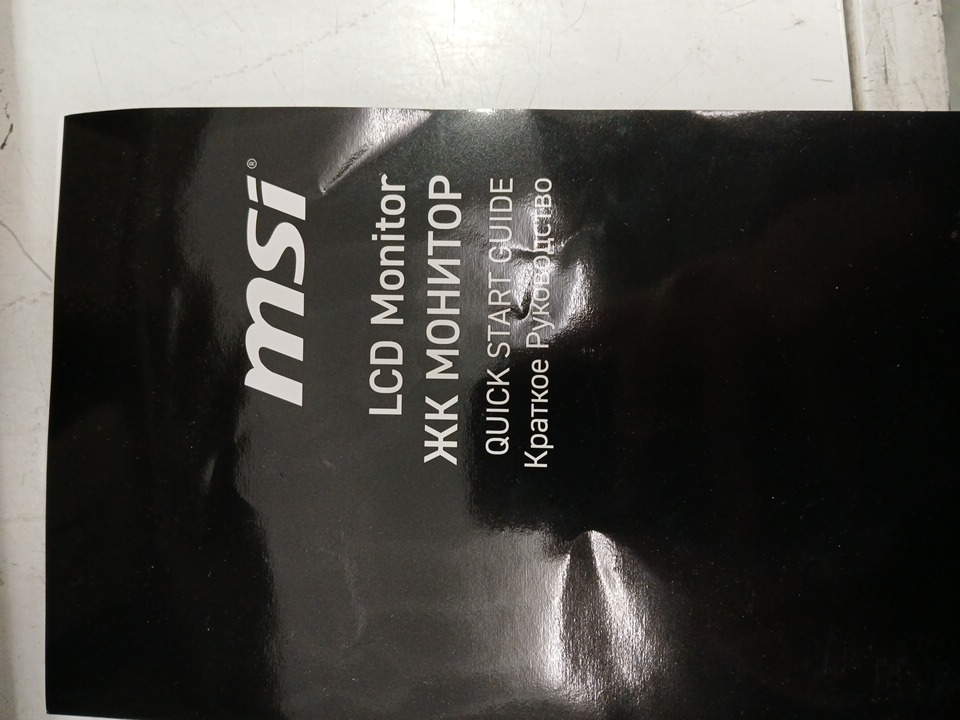 msi®
LCD Monitor
ЖК МОНИТОР
QUICK START GUIDE
Краткое Руководство